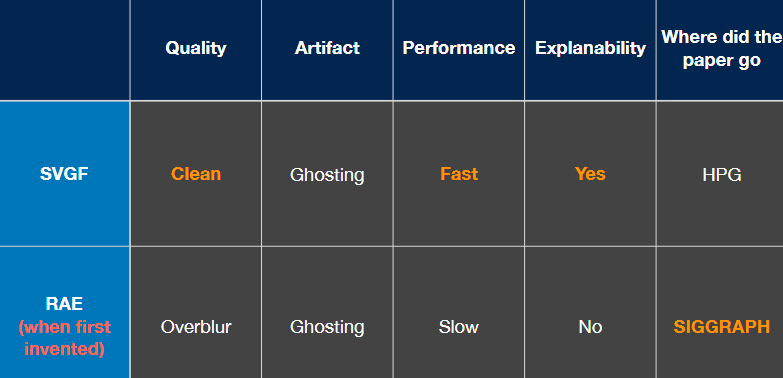 Quality Artifact Performance Explanability Where did the
paper go
SVGF Clean Ghosting Fast Yes HPG
RAE
(when first
invented) Overblur Ghosting Slow No SIGGRAPH